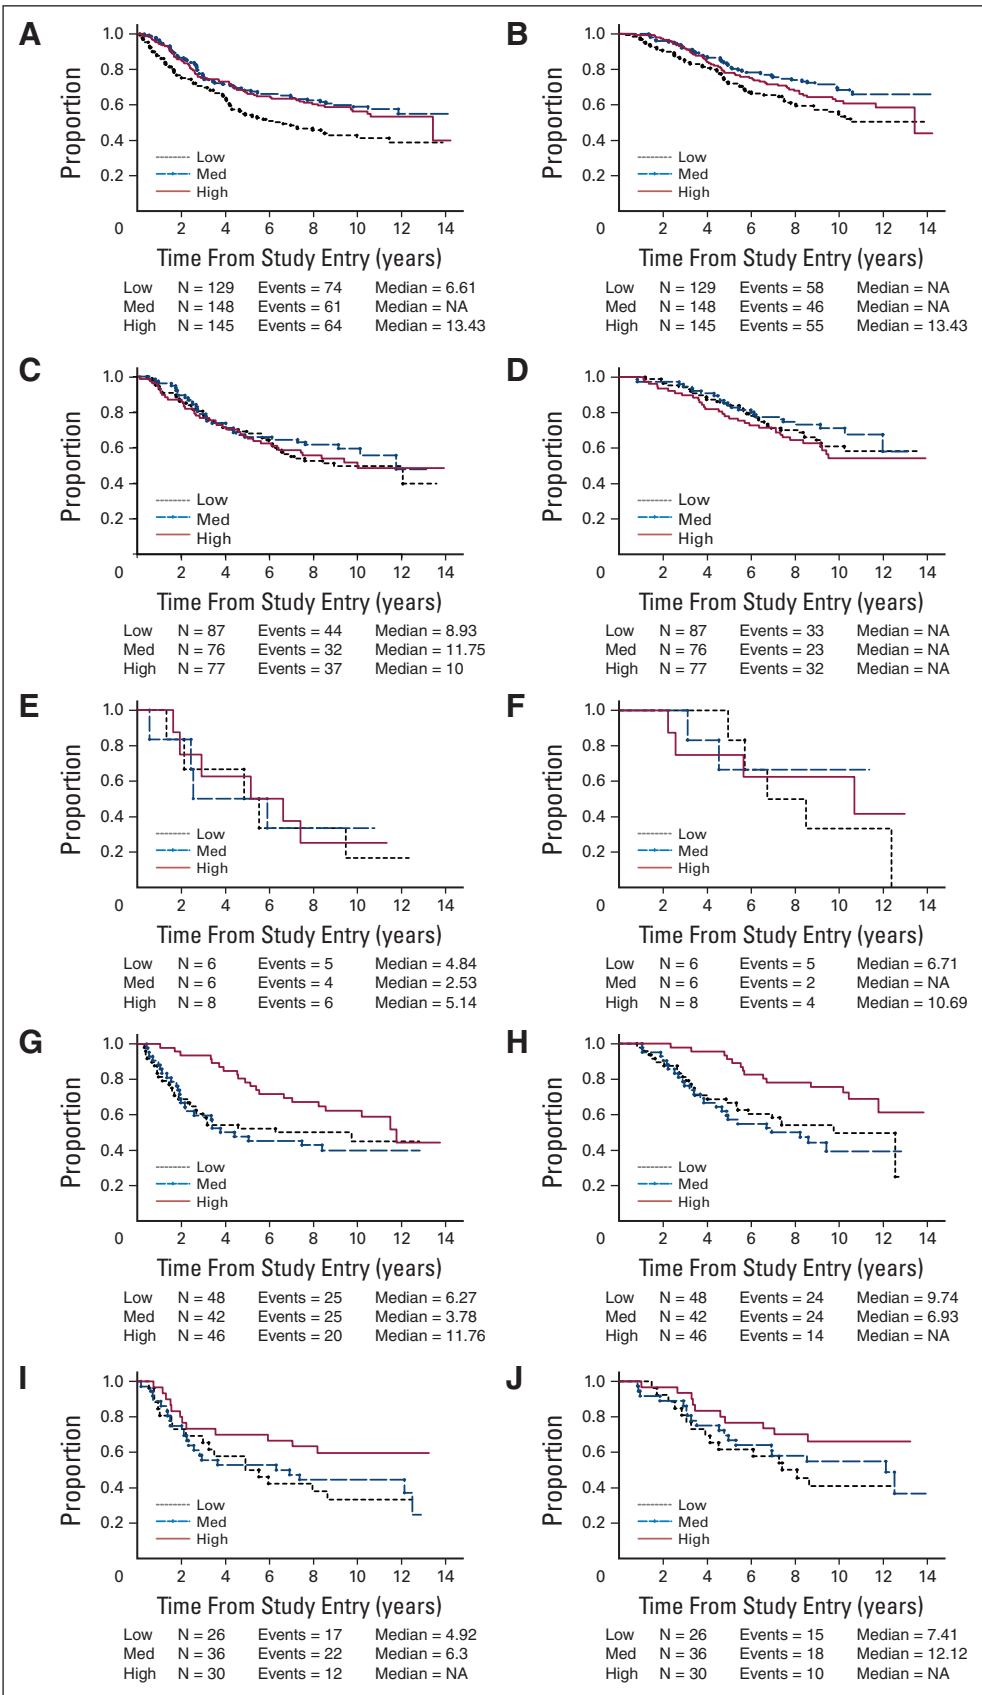 A
Proportion
1.0
0.8
0.6
0.4
0.2
0
Low
Med
High
2 4 6 8 10 12 14
Time From Study Entry (years)
Low N = 129 Events = 74 Median = 6.61
Med N = 148 Events = 61 Median = NA
High N = 145 Events = 64 Median = 13.43
B
Proportion
1.0
0.8
0.6
0.4
0.2
0
Low
Med
High
2 4 6 8 10 12 14
Time From Study Entry (years)
Low N = 129 Events = 58 Median = NA
Med N = 148 Events = 46 Median = NA
High N = 145 Events = 55 Median = 13.43
C
Proportion
1.0
0.8
0.6
0.4
0.2
0
Low
Med
High
2 4 6 8 10 12 14
Time From Study Entry (years)
Low N = 87 Events = 44 Median = 8.93
Med N = 76 Events = 32 Median = 11.75
High N = 77 Events = 37 Median = 10
D
Proportion
1.0
0.8
0.6
0.4
0.2
0
Low
Med
High
2 4 6 8 10 12 14
Time From Study Entry (years)
Low N = 87 Events = 33 Median = NA
Med N = 76 Events = 23 Median = NA
High N = 77 Events = 32 Median = NA
E
Proportion
1.0
0.8
0.6
0.4
0.2
0
Low
Med
High
2 4 6 8 10 12 14
Time From Study Entry (years)
Low N = 6 Events = 5 Median = 4.84
Med N = 6 Events = 4 Median = 2.53
High N = 8 Events = 6 Median = 5.14
F
Proportion
1.0
0.8
0.6
0.4
0.2
0
Low
Med
High
2 4 6 8 10 12 14
Time From Study Entry (years)
Low N = 6 Events = 5 Median = 6.71
Med N = 6 Events = 2 Median = NA
High N = 8 Events = 4 Median = 10.69
G
Proportion
1.0
0.8
0.6
0.4
0.2
0
Low
Med
High
2 4 6 8 10 12 14
Time From Study Entry (years)
Low N = 48 Events = 25 Median = 6.27
Med N = 42 Events = 25 Median = 3.78
High N = 46 Events = 20 Median = 11.76
H
Proportion
1.0
0.8
0.6
0.4
0.2
0
Low
Med
High
2 4 6 8 10 12 14
Time From Study Entry (years)
Low N = 48 Events = 24 Median = 9.74
Med N = 42 Events = 24 Median = 6.93
High N = 46 Events = 14 Median = NA
I
Proportion
1.0
0.8
0.6
0.4
0.2
0
Low
Med
High
2 4 6 8 10 12 14
Time From Study Entry (years)
Low N = 26 Events = 17 Median = 4.92
Med N = 36 Events = 22 Median = 6.3
High N = 30 Events = 12 Median = NA
J
Proportion
1.0
0.8
0.6
0.4
0.2
0
Low
Med
High
2 4 6 8 10 12 14
Time From Study Entry (years)
Low N = 26 Events = 15 Median = 7.41
Med N = 36 Events = 18 Median = 12.12
High N = 30 Events = 10 Median = NA